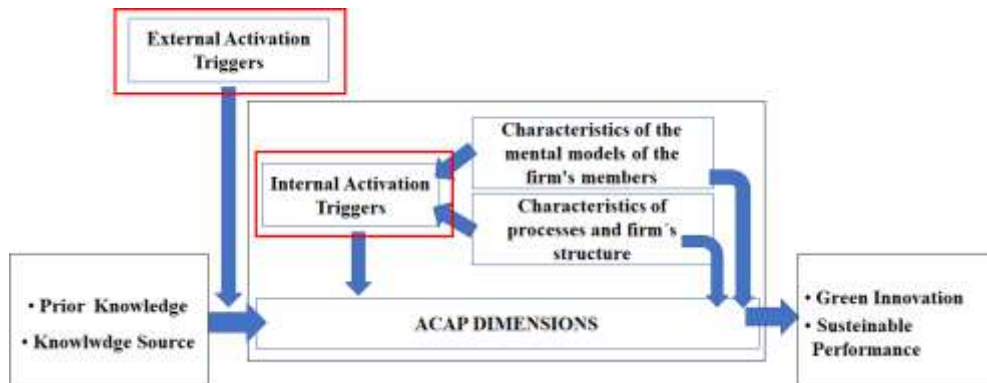 External Activation
Triggers
Characteristics of the
mental models of the
firm's members
Internal Activation
Triggers
Characteristics of
processes and firm´s
structure
• Prior Knowledge
• Knowlwdge Source
ACAP DIMENSIONS
• Green Innovation
• Susteinable
Performance